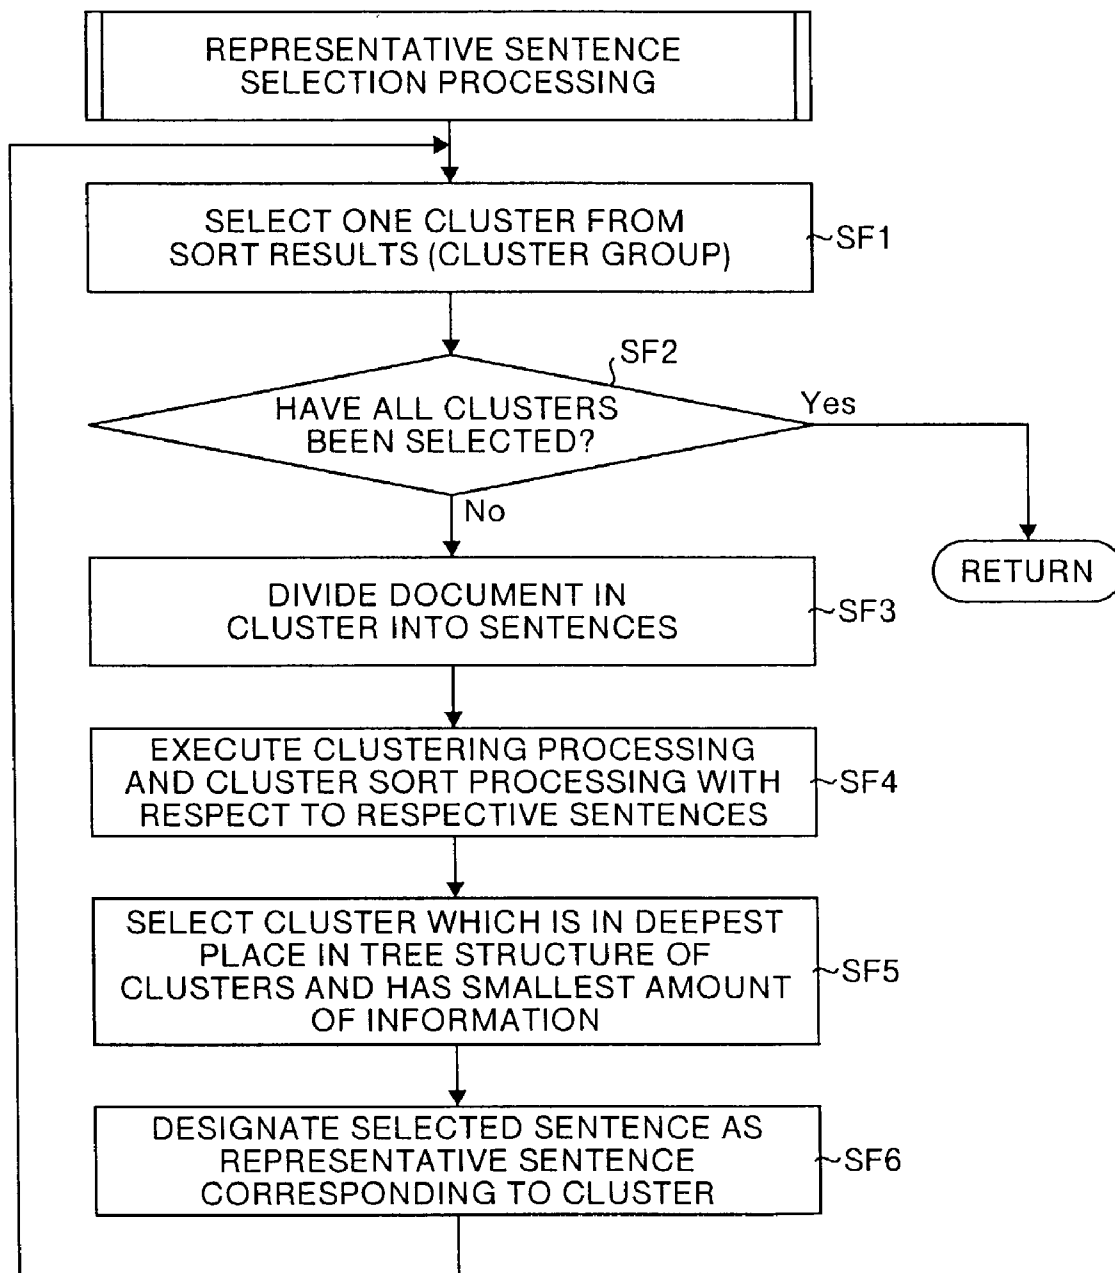 REPRESENTATIVE SENTENCE
SELECTION PROCESSING
SELECT ONE CLUSTER FROM
SORT RESULTS (CLUSTER GROUP)
SF1
SF2
HAVE ALL CLUSTERS
BEEN SELECTED?
Yes
No
RETURN
DIVIDE DOCUMENT IN
CLUSTER INTO SENTENCES
SF3
EXECUTE CLUSTERING PROCESSING
AND CLUSTER SORT PROCESSING WITH
RESPECT TO RESPECTIVE SENTENCES
SF4
SELECT CLUSTER WHICH IS IN DEEPEST
PLACE IN TREE STRUCTURE OF
CLUSTERS AND HAS SMALLEST AMOUNT
OF INFORMATION
SF5
DESIGNATE SELECTED SENTENCE AS
REPRESENTATIVE SENTENCE
CORRESPONDING TO CLUSTER
SF6